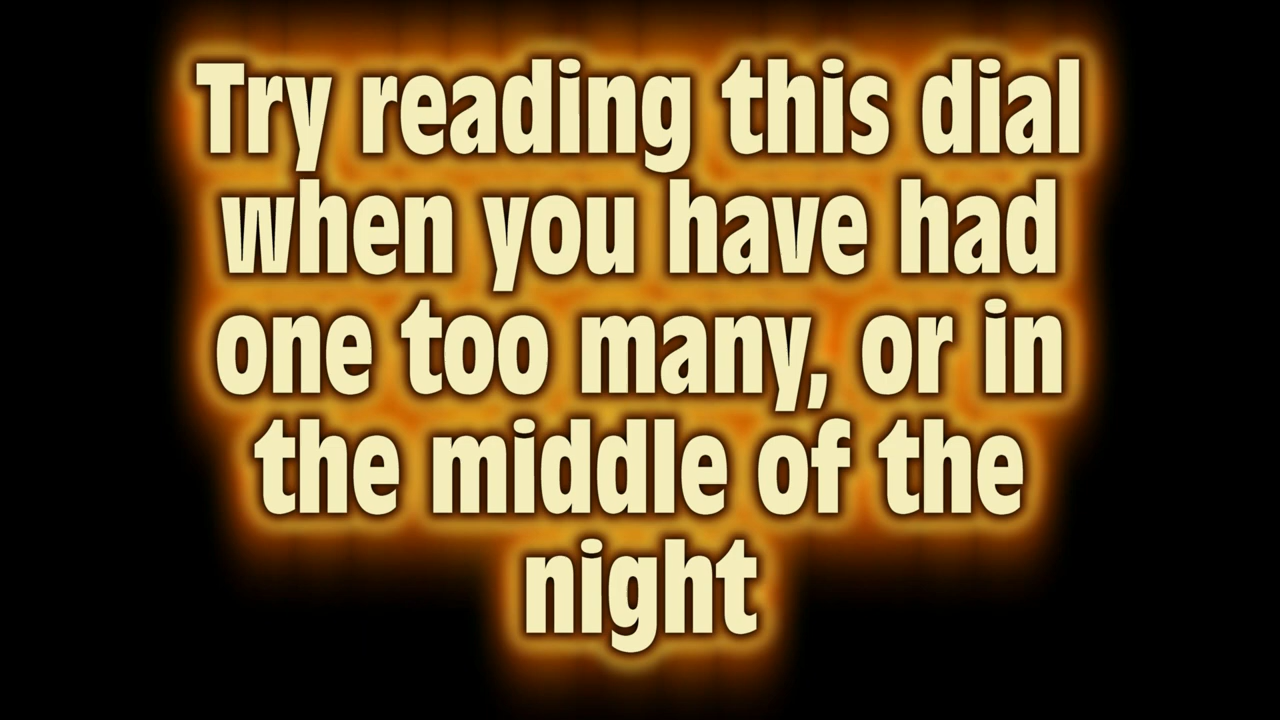 Try reading this dial
when you have had
one too many, or in
the middle of the
night